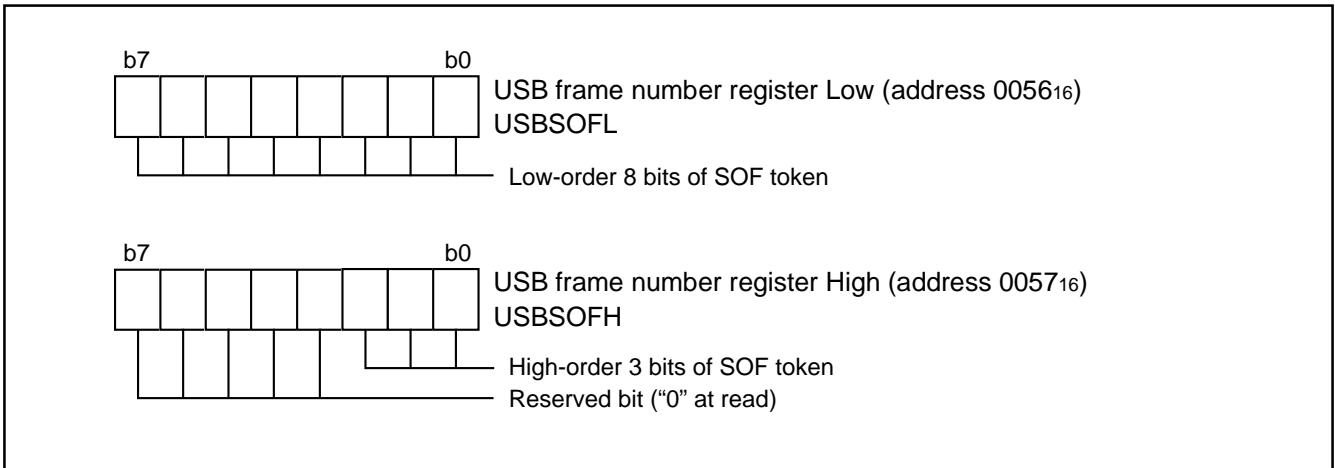 b7 b0
USB frame number register Low (address 005616)
USBSOFL
Low-order 8 bits of SOF token
b7 b0
USB frame number register High (address 005716)
USBSOFH
High-order 3 bits of SOF token
Reserved bit (“0” at read)